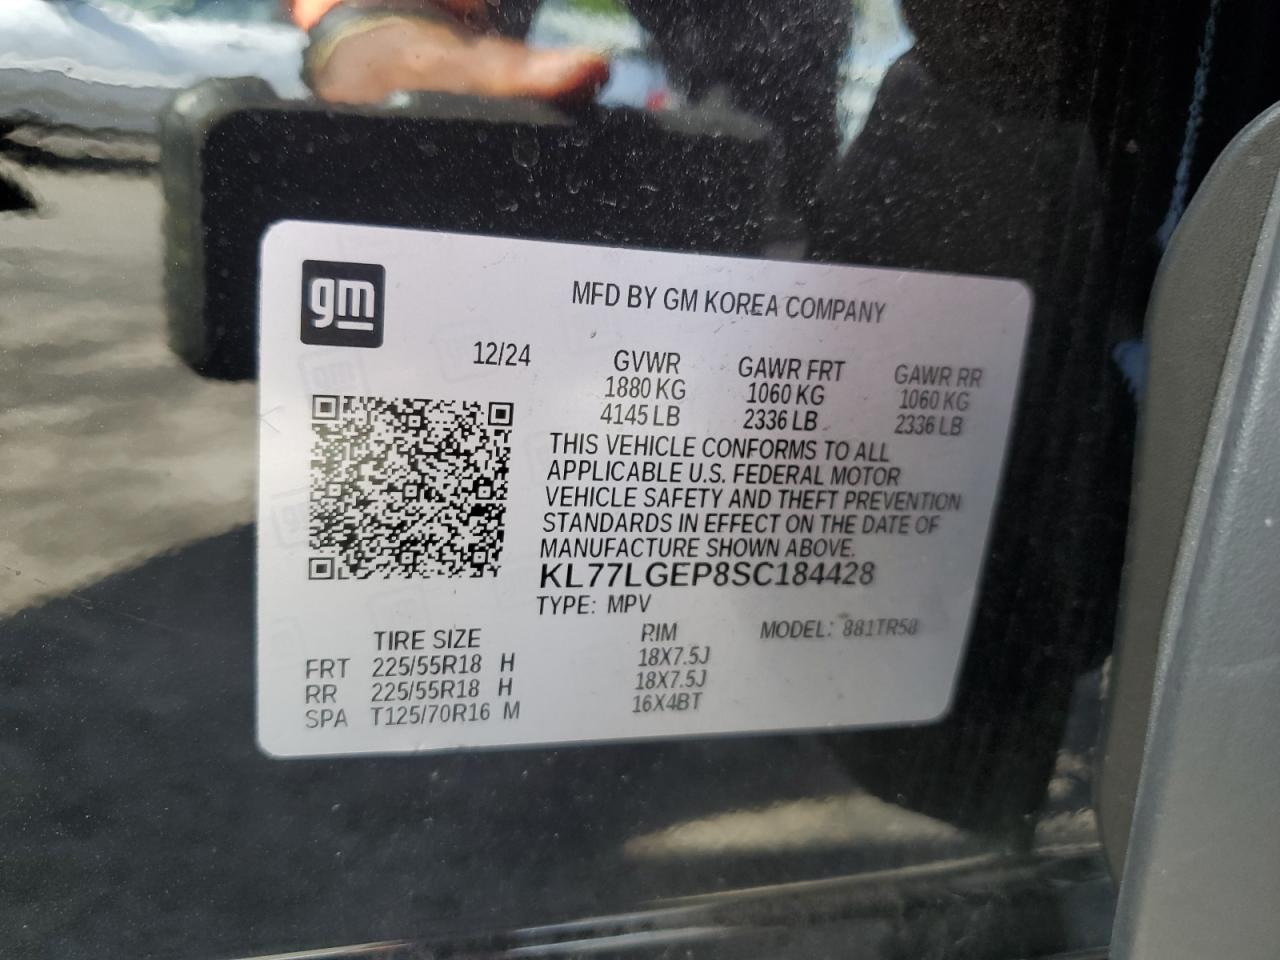 gm
MFD BY GM KOREA COMPANY
12/24 GVWR GAWR FRT GAWR RR
1880 KG 1060 KG 1060 KG
4145 LB 2336 LB 2336 LB
THIS VEHICLE CONFORMS TO ALL
APPLICABLE U.S. FEDERAL MOTOR
VEHICLE SAFETY AND THEFT PREVENTION
STANDARDS IN EFFECT ON THE DATE OF
MANUFACTURE SHOWN ABOVE.
KL77LGEP8SC184428
TYPE: MPV
TIRE SIZE RIM MODEL: 881TR58
FRT 225/55R18 H 18X7.5J
RR 225/55R18 H 18X7.5J
SPA T125/70R16 M 16X4BT